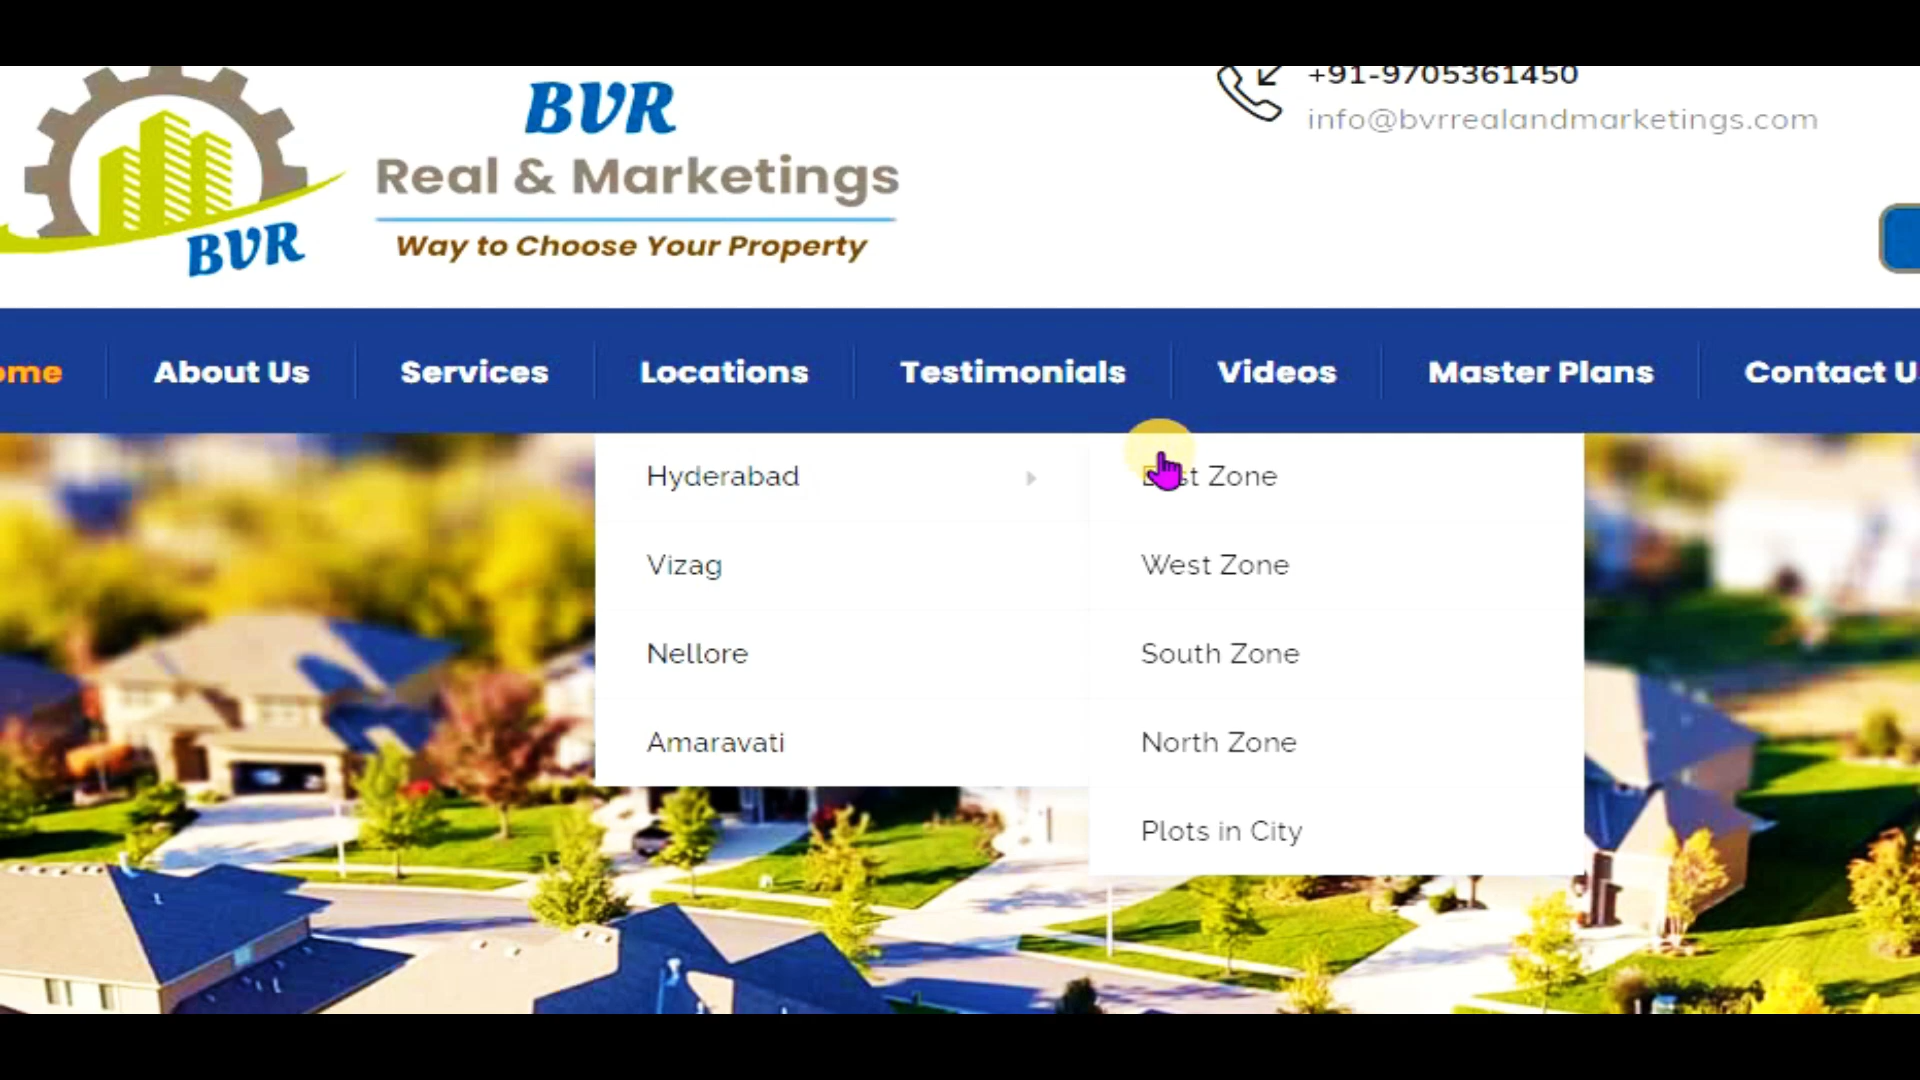 +91-9705361450
info@bvrrealandmarketings.com
BVR
Real & Marketings
Way to Choose Your Property
BVR
ome
About Us
Services
Locations
Testimonials
Videos
Master Plans
Contact U
Hyderabad
Vizag
Nellore
Amaravati
Zone
West Zone
South Zone
North Zone
Plots in City